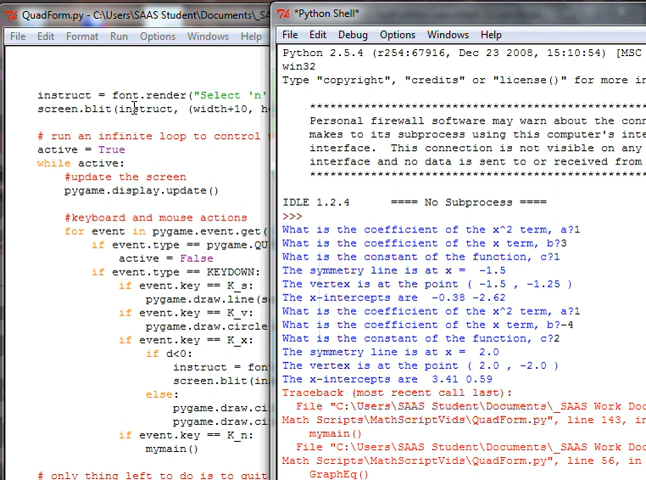 QuadForm.py - C:\Users\SAAS Student\Documents\_SA
File Edit Format Run Options Windows Help
instruct = font.render("Select 'n'
screen.blit(instruct, (width+10, he
# run an infinite loop to control
active = True
while active:
#update the screen
pygame.display.update()
#keyboard and mouse actions
for event in pygame.event.get(
if event.type == pygame.QU
active = False
if event.type == KEYDOWN:
if event.key == K_s:
pygame.draw.line(s
if event.key == K_v:
pygame.draw.circle
if event.key == K_x:
if d<0:
instruct = fon
screen.blit(in
else:
pygame.draw.ci
pygame.draw.ci
if event.key == K_n:
mymain()
# only thing left to do is to quit
*Python Shell*
File Edit Debug Options Windows Help
Python 2.5.4 (r254:67916, Dec 23 2008, 15:10:54) [MSC
win32
Type "copyright", "credits" or "license()" for more in
****************************************************
Personal firewall software may warn about the conn
makes to its subprocess using this computer's inte
interface. This connection is not visible on any
interface and no data is sent to or received from
****************************************************
IDLE 1.2.4 ==== No Subprocess ====
>>>
What is the coefficient of the x^2 term, a?1
What is the coefficient of the x term, b?3
What is the constant of the function, c?1
The symmetry line is at x = -1.5
The vertex is at the point ( -1.5 , -1.25 )
The x-intercepts are -0.38 -2.62
What is the coefficient of the x^2 term, a?1
What is the coefficient of the x term, b?-4
What is the constant of the function, c?2
The symmetry line is at x = 2.0
The vertex is at the point ( 2.0 , -2.0 )
The x-intercepts are 3.41 0.59
Traceback (most recent call last):
File "C:\Users\SAAS Student\Documents\_SAAS Work Doc
Math Scripts\MathScriptVids\QuadForm.py", line 143, in
mymain()
File "C:\Users\SAAS Student\Documents\_SAAS Work Doc
Math Scripts\MathScriptVids\QuadForm.py", line 56, in
GraphEq()